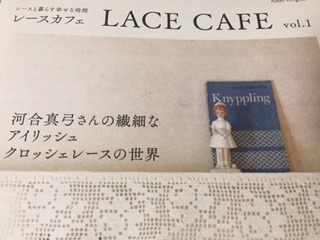 レースと暮らす幸せな時間
レースカフェ LACE CAFE vol.1
河合真弓さんの繊細な
アイリッシュ
クロッシェレースの世界
Knyppling